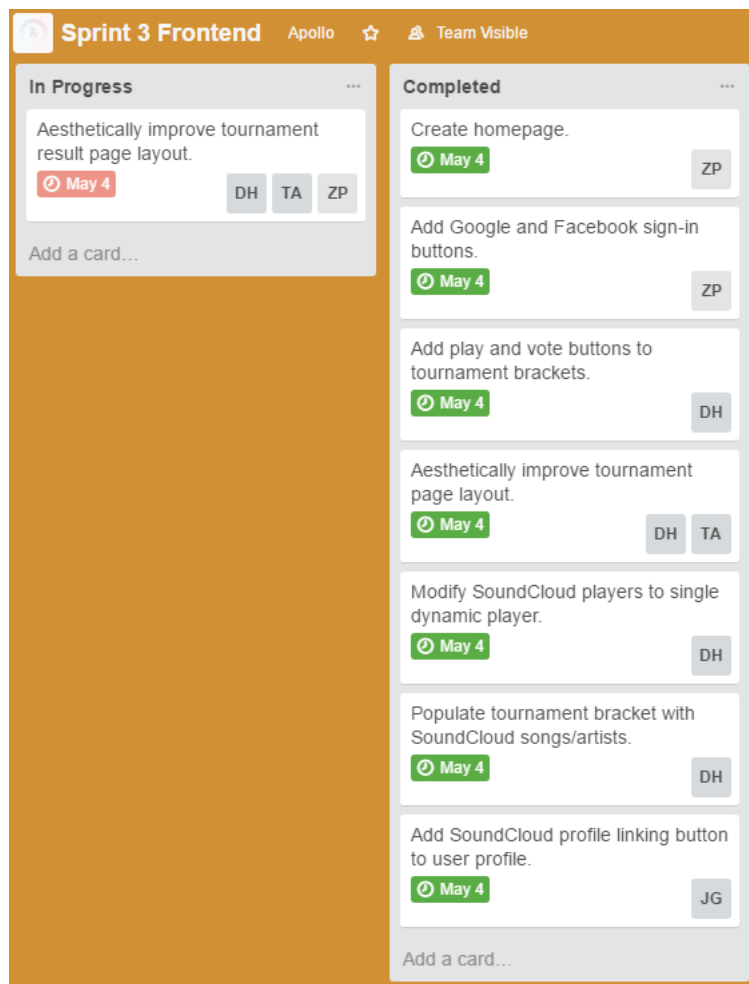 A
Sprint 3 Frontend Apollo Team Visible
In Progress ...
Aesthetically improve tournament
result page layout.
May 4
DH TA ZP
Add a card...
Completed ...
Create homepage.
May 4
ZP
Add Google and Facebook sign-in
buttons.
May 4
ZP
Add play and vote buttons to
tournament brackets.
May 4
DH
Aesthetically improve tournament
page layout.
May 4
DH TA
Modify SoundCloud players to single
dynamic player.
May 4
DH
Populate tournament bracket with
SoundCloud songs/artists.
May 4
DH
Add SoundCloud profile linking button
to user profile.
May 4
JG
Add a card...